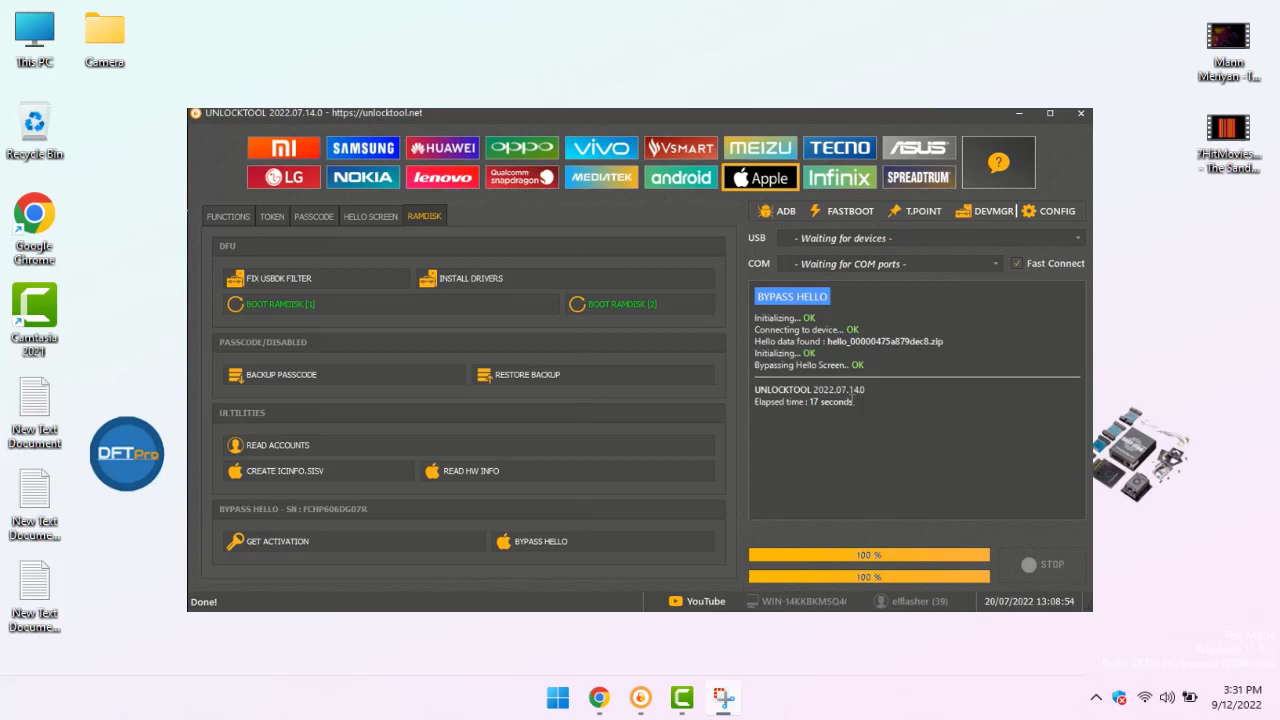 This PC
Camera
Recycle Bin
Google
Chrome
Camtasia
2021
New Text
Document
New Text
Docume...
New Text
Docume...
DFTPro
UNLOCKTOOL 2022.07.14.0 - https://unlocktool.net
mi SAMSUNG HUAWEI oppo vivo VSMART MEIZU TECNO ASUS ?
LG NOKIA lenovo Qualcomm snapdragon MEDIATEK android Apple Infinix SPREADTRUM
FUNCTIONS TOKEN PASSCODE HELLO SCREEN RAMDISK
DFU
FIX USBDK FILTER INSTALL DRIVERS
BOOT RAMDISK [1] BOOT RAMDISK [2]
PASSCODE/DISABLED
BACKUP PASSCODE RESTORE BACKUP
ULTILITIES
READ ACCOUNTS
CREATE ICINFO.SISV READ HW INFO
BYPASS HELLO - SN : FCHP606DG07R
GET ACTIVATION BYPASS HELLO
ADB FASTBOOT T.POINT DEVMGR CONFIG
USB - Waiting for devices -
COM - Waiting for COM ports - Fast Connect
BYPASS HELLO
Initializing... OK
Connecting to device... OK
Hello data found : hello_00000475a879dec8.zip
Initializing... OK
Bypassing Hello Screen.. OK
UNLOCKTOOL 2022.07.14.0
Elapsed time : 17 seconds
100 %
100 %
STOP
Done! YouTube WIN-14KKBKMSQ4 elflasher (39) 20/07/2022 13:08:54
Mann
Meriyan -T...
7HitMovies...
- The Sand...
Test Mode
Windows 11 Pro
3:31 PM
9/12/2022